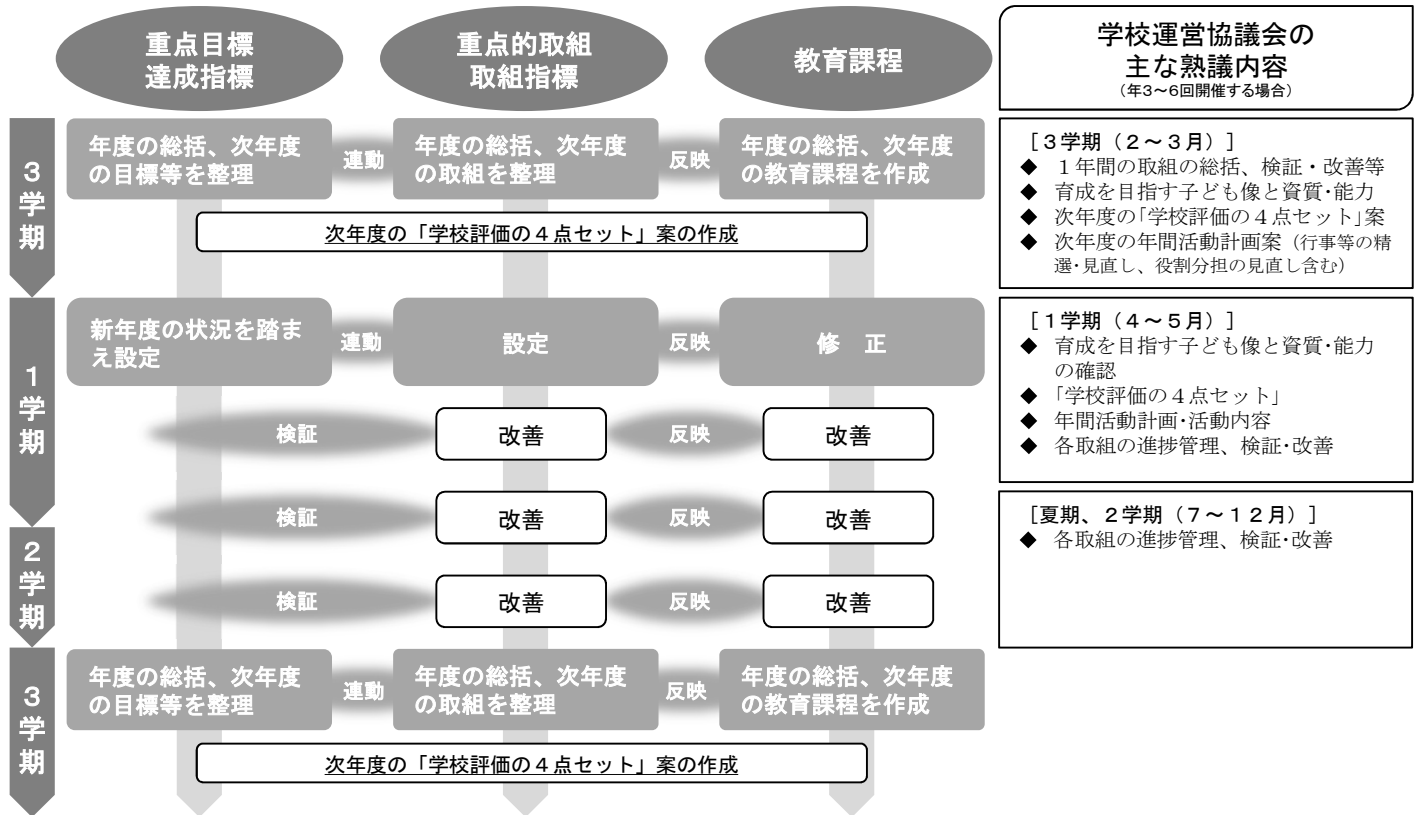 重点目標
達成指標
重点的取組
取組指標
教育課程
学校運営協議会の
主な熟議内容
（年３～６回開催する場合）
３学期
年度の総括、次年度
の目標等を整理
連動
年度の総括、次年度
の取組を整理
反映
年度の総括、次年度
の教育課程を作成
次年度の「学校評価の４点セット」案の作成
［３学期（２～３月）］
◆ １年間の取組の総括、検証・改善等
◆ 育成を目指す子ども像と資質･能力
◆ 次年度の｢学校評価の４点セット｣案
◆ 次年度の年間活動計画案（行事等の精
選･見直し、役割分担の見直し含む）
１学期
新年度の状況を踏ま
え設定
連動
設定
反映
修　正
検証
改善
反映
改善
［１学期（４～５月）］
◆ 育成を目指す子ども像と資質･能力
の確認
◆ ｢学校評価の４点セット｣
◆ 年間活動計画･活動内容
◆ 各取組の進捗管理、検証･改善
検証
改善
反映
改善
２学期
検証
改善
反映
改善
［夏期、２学期（７～１２月）］
◆ 各取組の進捗管理、検証･改善
３学期
年度の総括、次年度
の目標等を整理
連動
年度の総括、次年度
の取組を整理
反映
年度の総括、次年度
の教育課程を作成
次年度の「学校評価の４点セット」案の作成